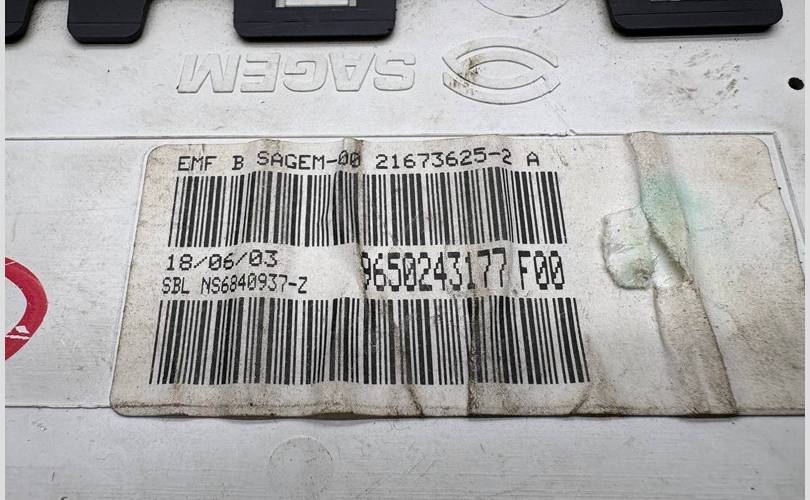 SAGEM
EMF B SAGEM-00 21673625-2 A
18/06/03 9650243177 F00
SBL NS6840937-Z